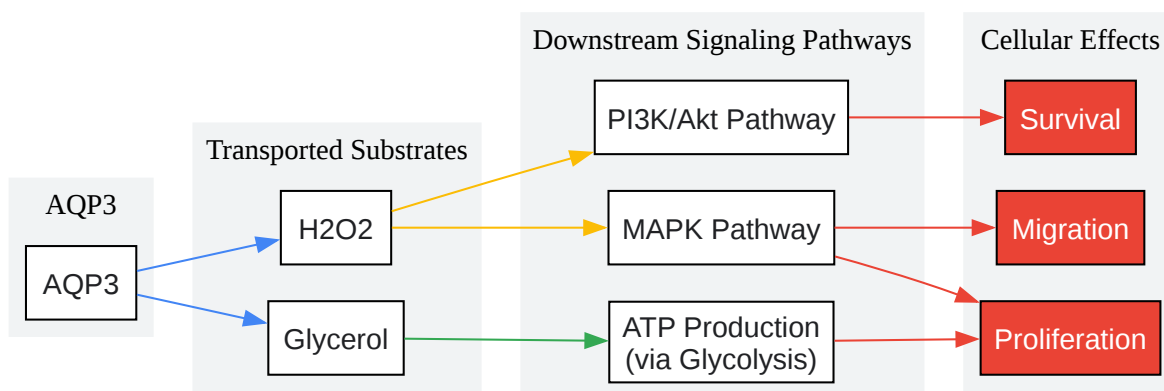 AQP3
AQP3
Transported Substrates
H2O2
Glycerol
Downstream Signaling Pathways
PI3K/Akt Pathway
MAPK Pathway
ATP Production
(via Glycolysis)
Cellular Effects
Survival
Migration
Proliferation